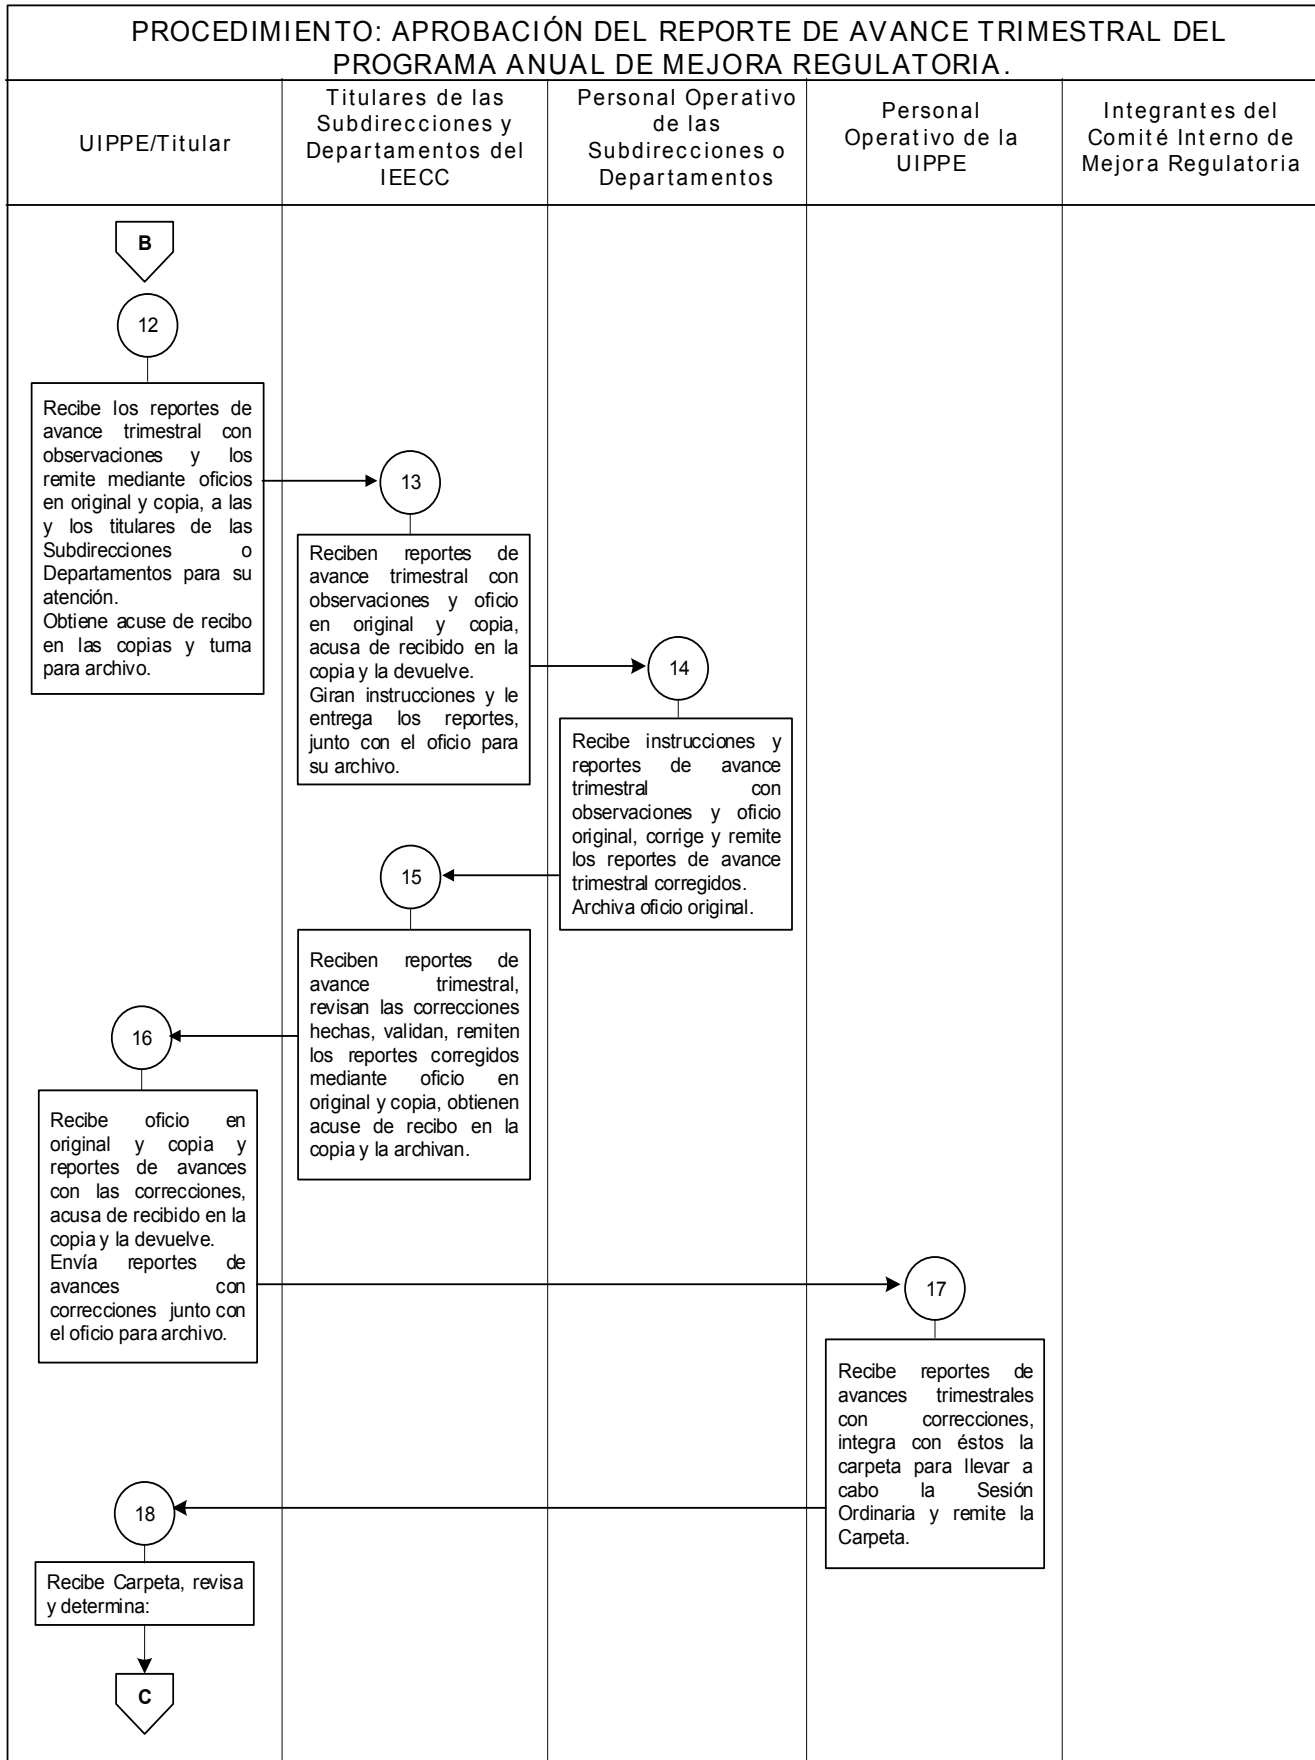 PROCEDIMIENTO: APROBACIÓN DEL REPORTE DE AVANCE TRIMESTRAL DEL
PROGRAMA ANUAL DE MEJORA REGULATORIA.
UIPPE/Titular
Titulares de las
Subdirecciones y
Departamentos del
IEECC
Personal Operativo
de las
Subdirecciones o
Departamentos
Personal
Operativo de la
UIPPE
Integrantes del
Comité Interno de
Mejora Regulatoria
B
12
Recibe los reportes de
avance trimestral con
observaciones y los
remite mediante oficios
en original y copia, a las
y los titulares de las
Subdirecciones o
Departamentos para su
atención.
Obtiene acuse de recibo
en las copias y turna
para archivo.
13
Reciben reportes de
avance trimestral con
observaciones y oficio
en original y copia,
acusa de recibido en la
copia y la devuelve.
Giran instrucciones y le
entrega los reportes,
junto con el oficio para
su archivo.
14
Recibe instrucciones y
reportes de avance
trimestral con
observaciones y oficio
original, corrige y remite
los reportes de avance
trimestral corregidos.
Archiva oficio original.
15
Reciben reportes de
avance trimestral,
revisan las correcciones
hechas, validan, remiten
los reportes corregidos
mediante oficio en
original y copia, obtienen
acuse de recibo en la
copia y la archivan.
16
Recibe oficio en
original y copia y
reportes de avances
con las correcciones,
acusa de recibido en la
copia y la devuelve.
Envía reportes de
avances con
correcciones junto con
el oficio para archivo.
17
Recibe reportes de
avances trimestrales
con correcciones,
integra con éstos la
carpeta para llevar a
cabo la Sesión
Ordinaria y remite la
Carpeta.
18
Recibe Carpeta, revisa
y determina:
C